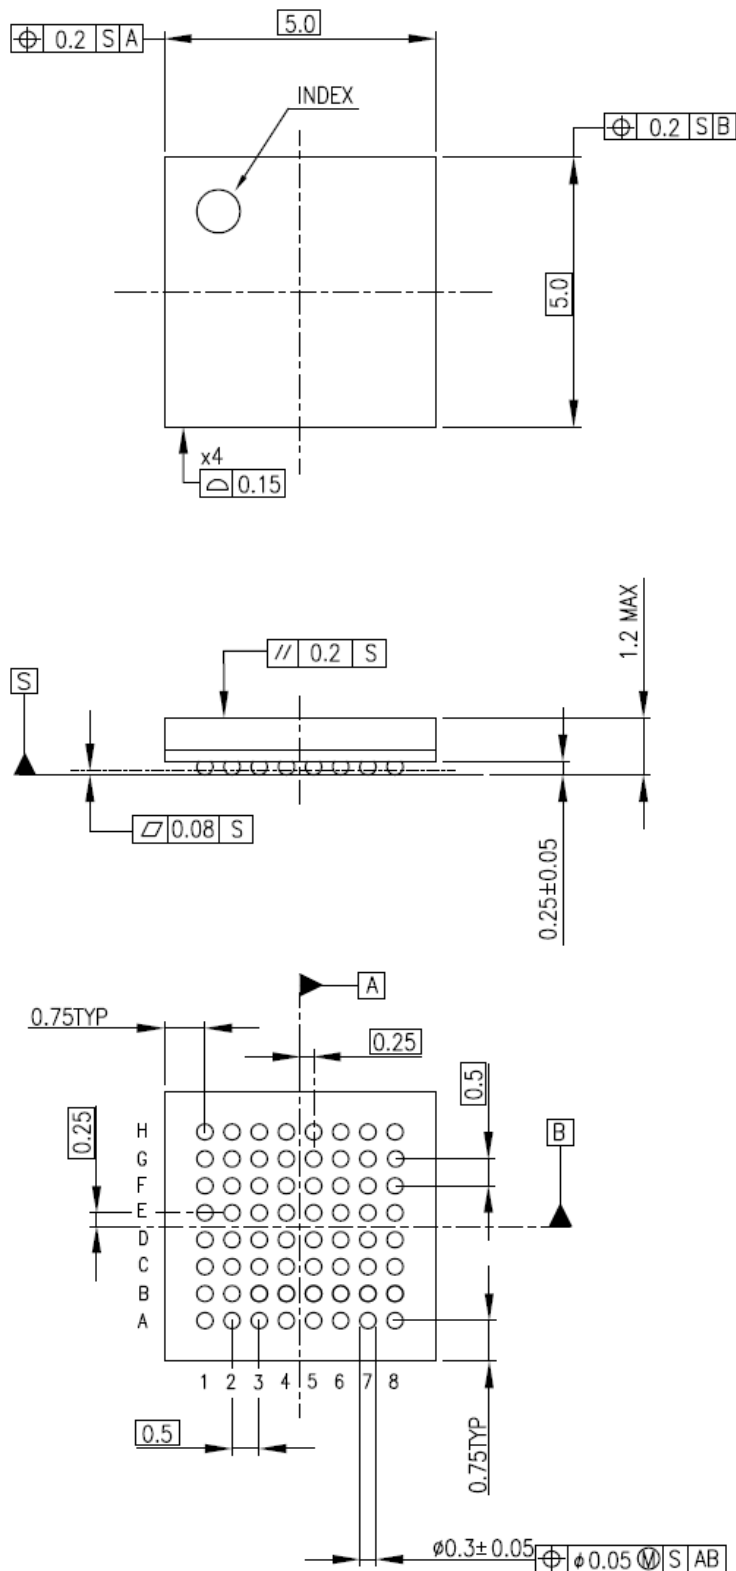 5.0
⌖ 0.2 S A
INDEX
⌖ 0.2 S B
5.0
x4
⌓ 0.15
1.2 MAX
// 0.2 S
S
⏥ 0.08 S
0.25±0.05
A
0.75TYP
0.25
0.5
0.25
B
H
G
F
E
D
C
B
A
1 2 3 4 5 6 7 8
0.5
0.75TYP
ϕ0.3±0.05
⌖ ϕ0.05 Ⓜ S AB